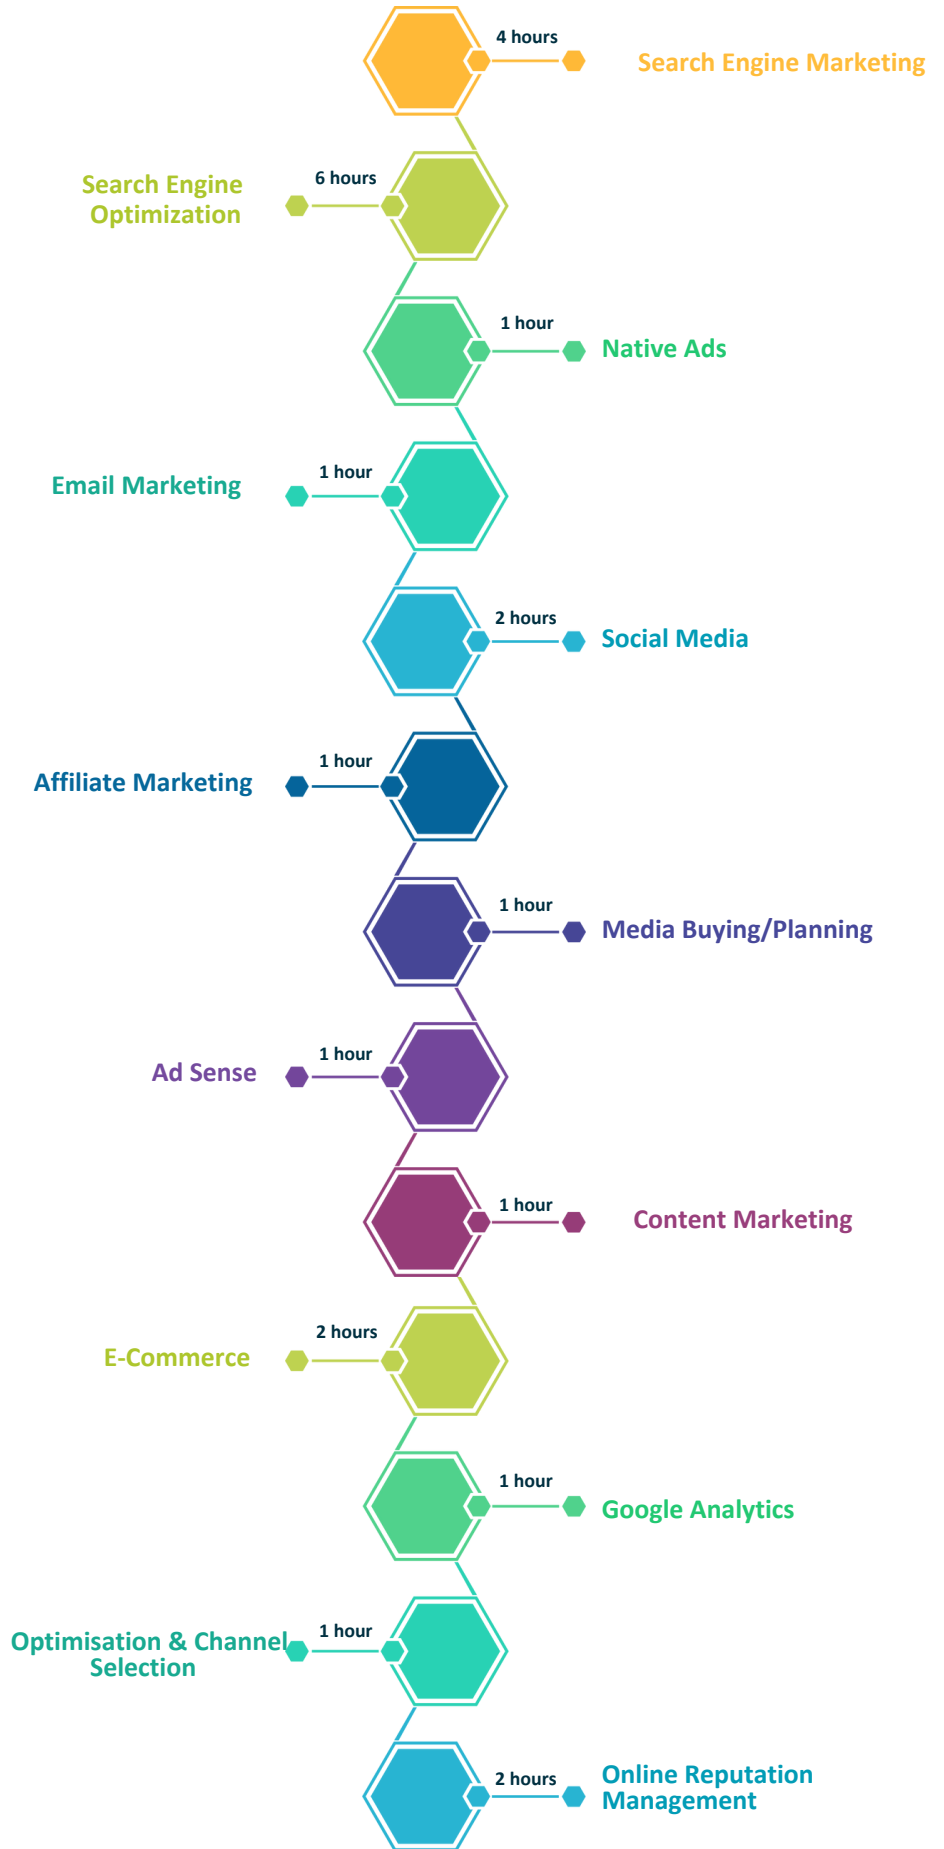 4 hours
Search Engine Marketing
6 hours
Search Engine
Optimization
1 hour
Native Ads
1 hour
Email Marketing
2 hours
Social Media
1 hour
Affiliate Marketing
1 hour
Media Buying/Planning
1 hour
Ad Sense
1 hour
Content Marketing
2 hours
E-Commerce
1 hour
Google Analytics
1 hour
Optimisation & Channel
Selection
2 hours
Online Reputation
Management